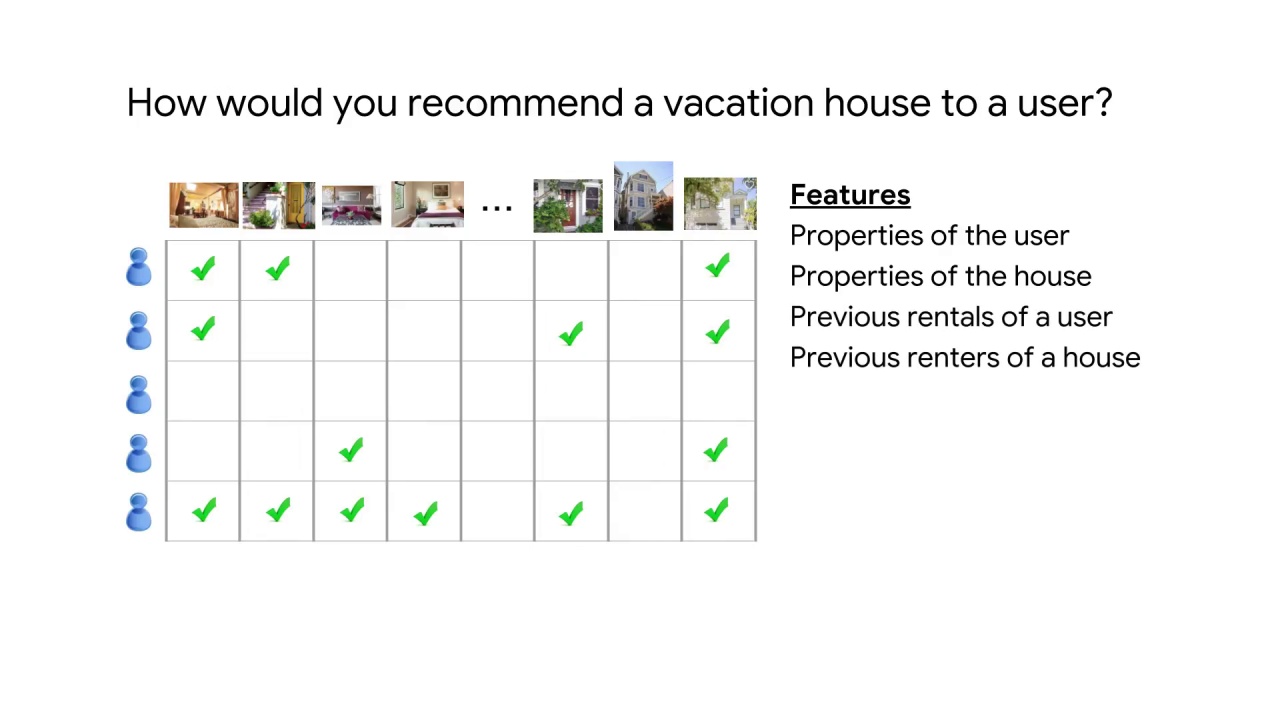 How would you recommend a vacation house to a user?
...
Features
Properties of the user
Properties of the house
Previous rentals of a user
Previous renters of a house